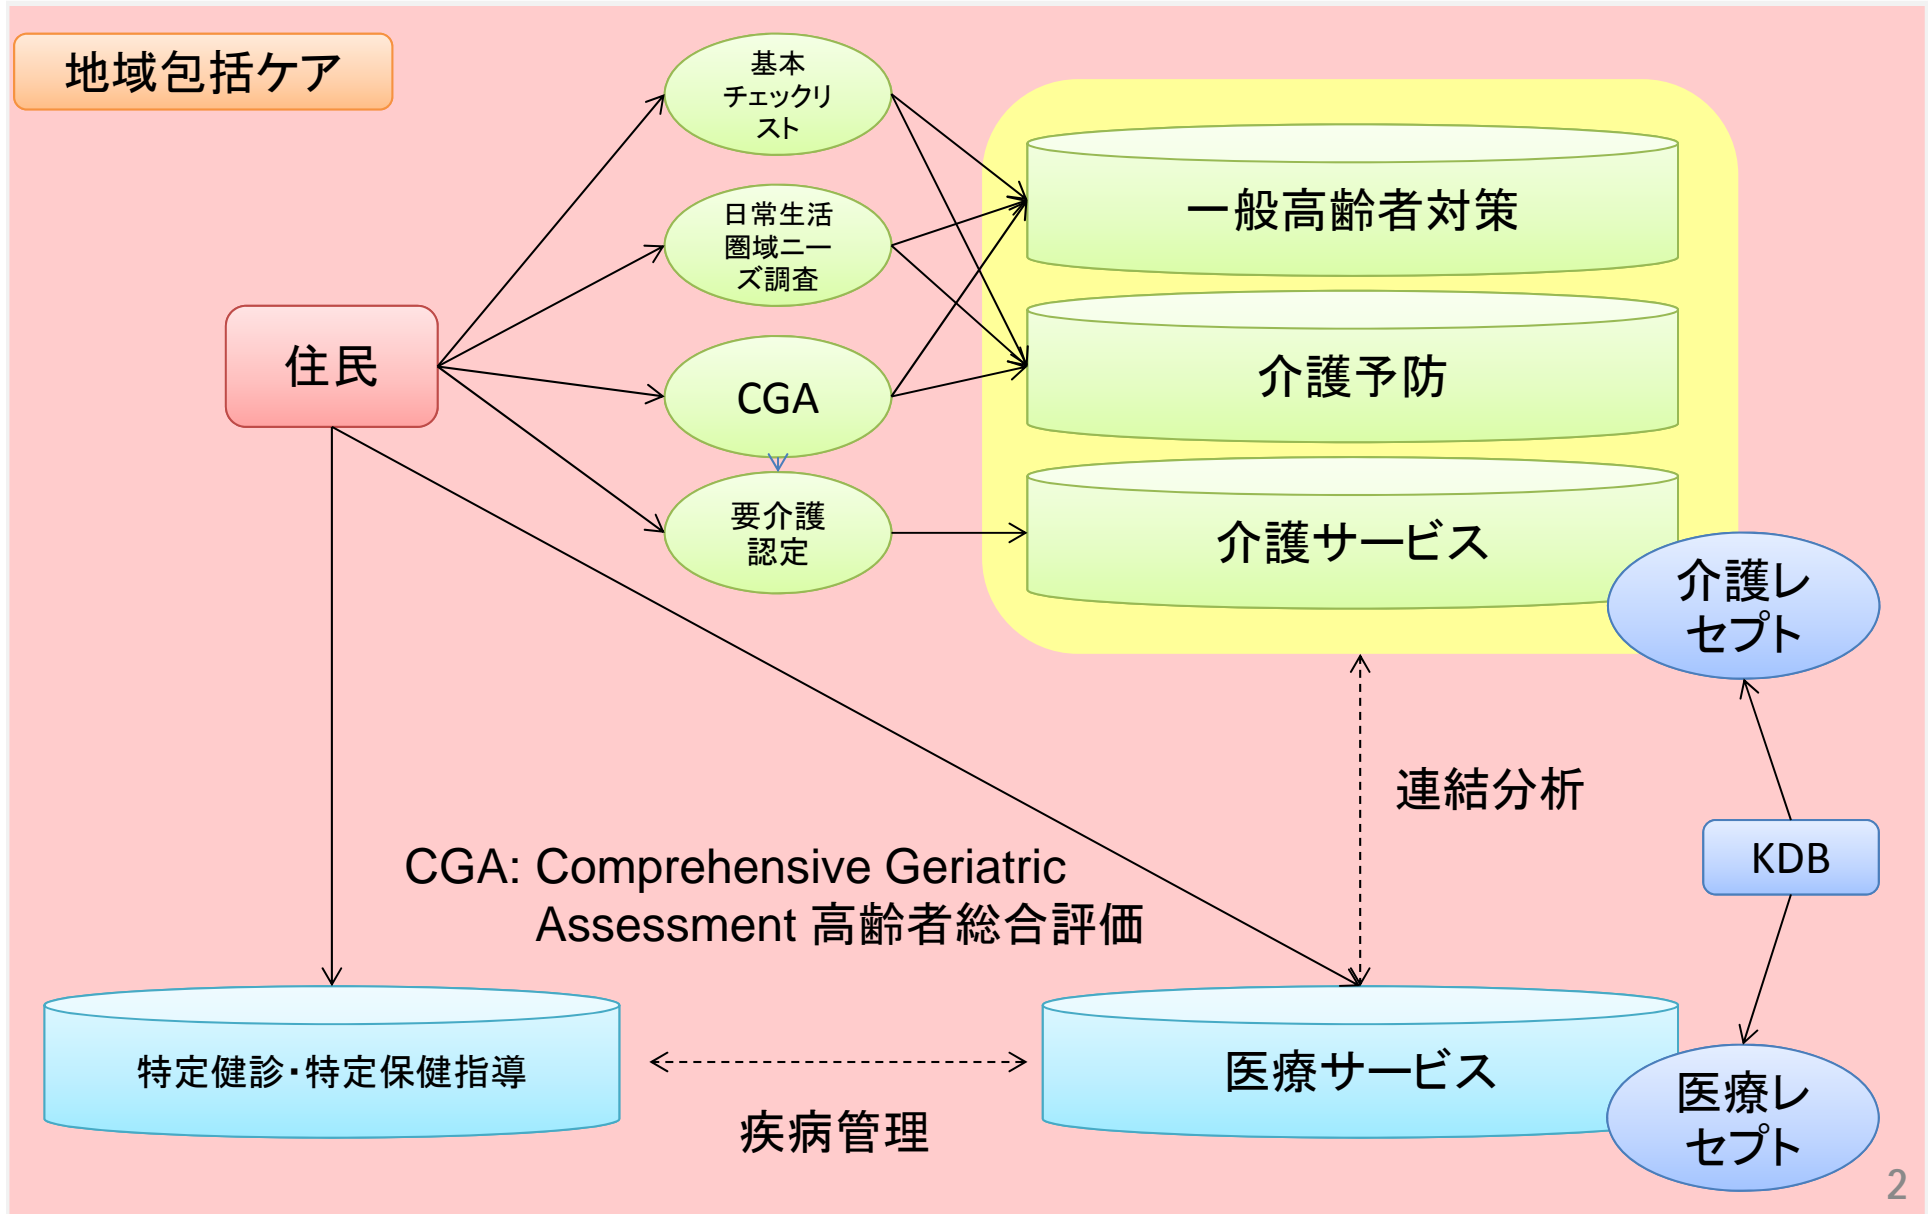 地域包括ケア
基本
チェックリ
スト
日常生活
圏域ニー
ズ調査
CGA
要介護
認定
住民
一般高齢者対策
介護予防
介護サービス
介護レ
セプト
連結分析
KDB
CGA: Comprehensive Geriatric
Assessment 高齢者総合評価
特定健診・特定保健指導
疾病管理
医療サービス
医療レ
セプト
2